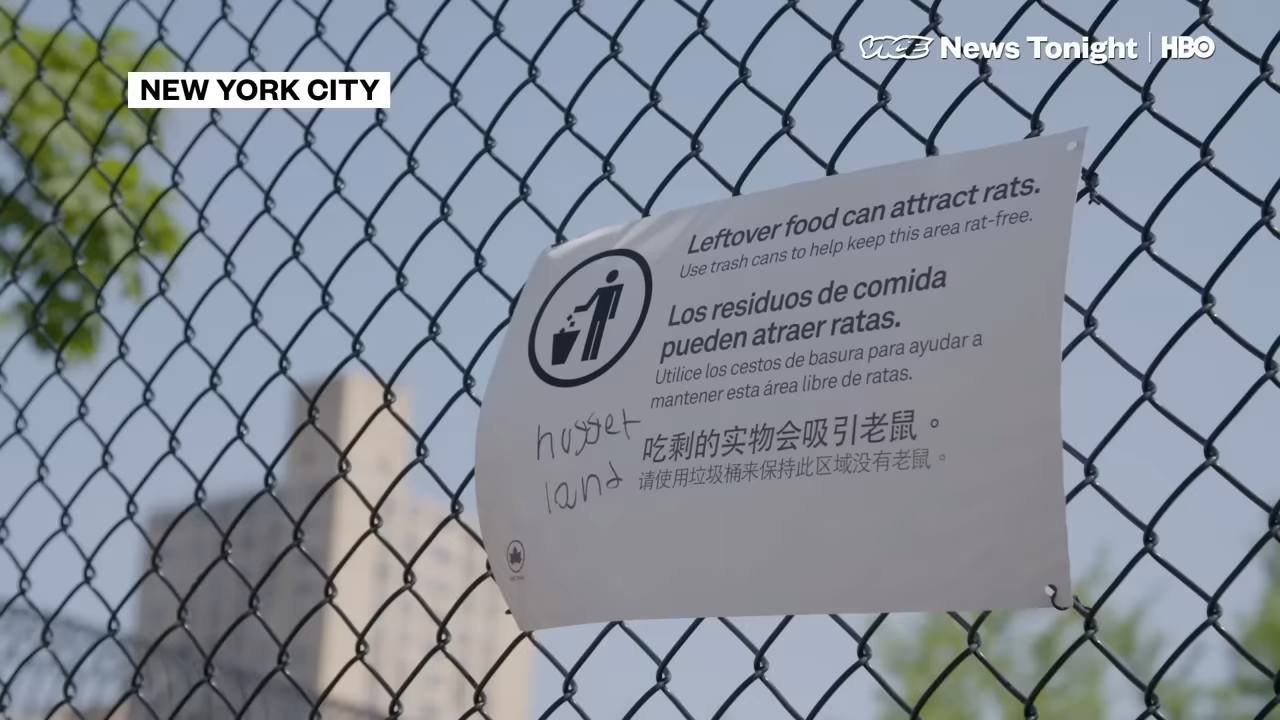 VICE News Tonight | HBO
NEW YORK CITY
Leftover food can attract rats.
Use trash cans to help keep this area rat-free.
Los residuos de comida
pueden atraer ratas.
Utilice los cestos de basura para ayudar a
mantener esta área libre de ratas.
吃剩的实物会吸引老鼠。
请使用垃圾桶来保持此区域没有老鼠。
land